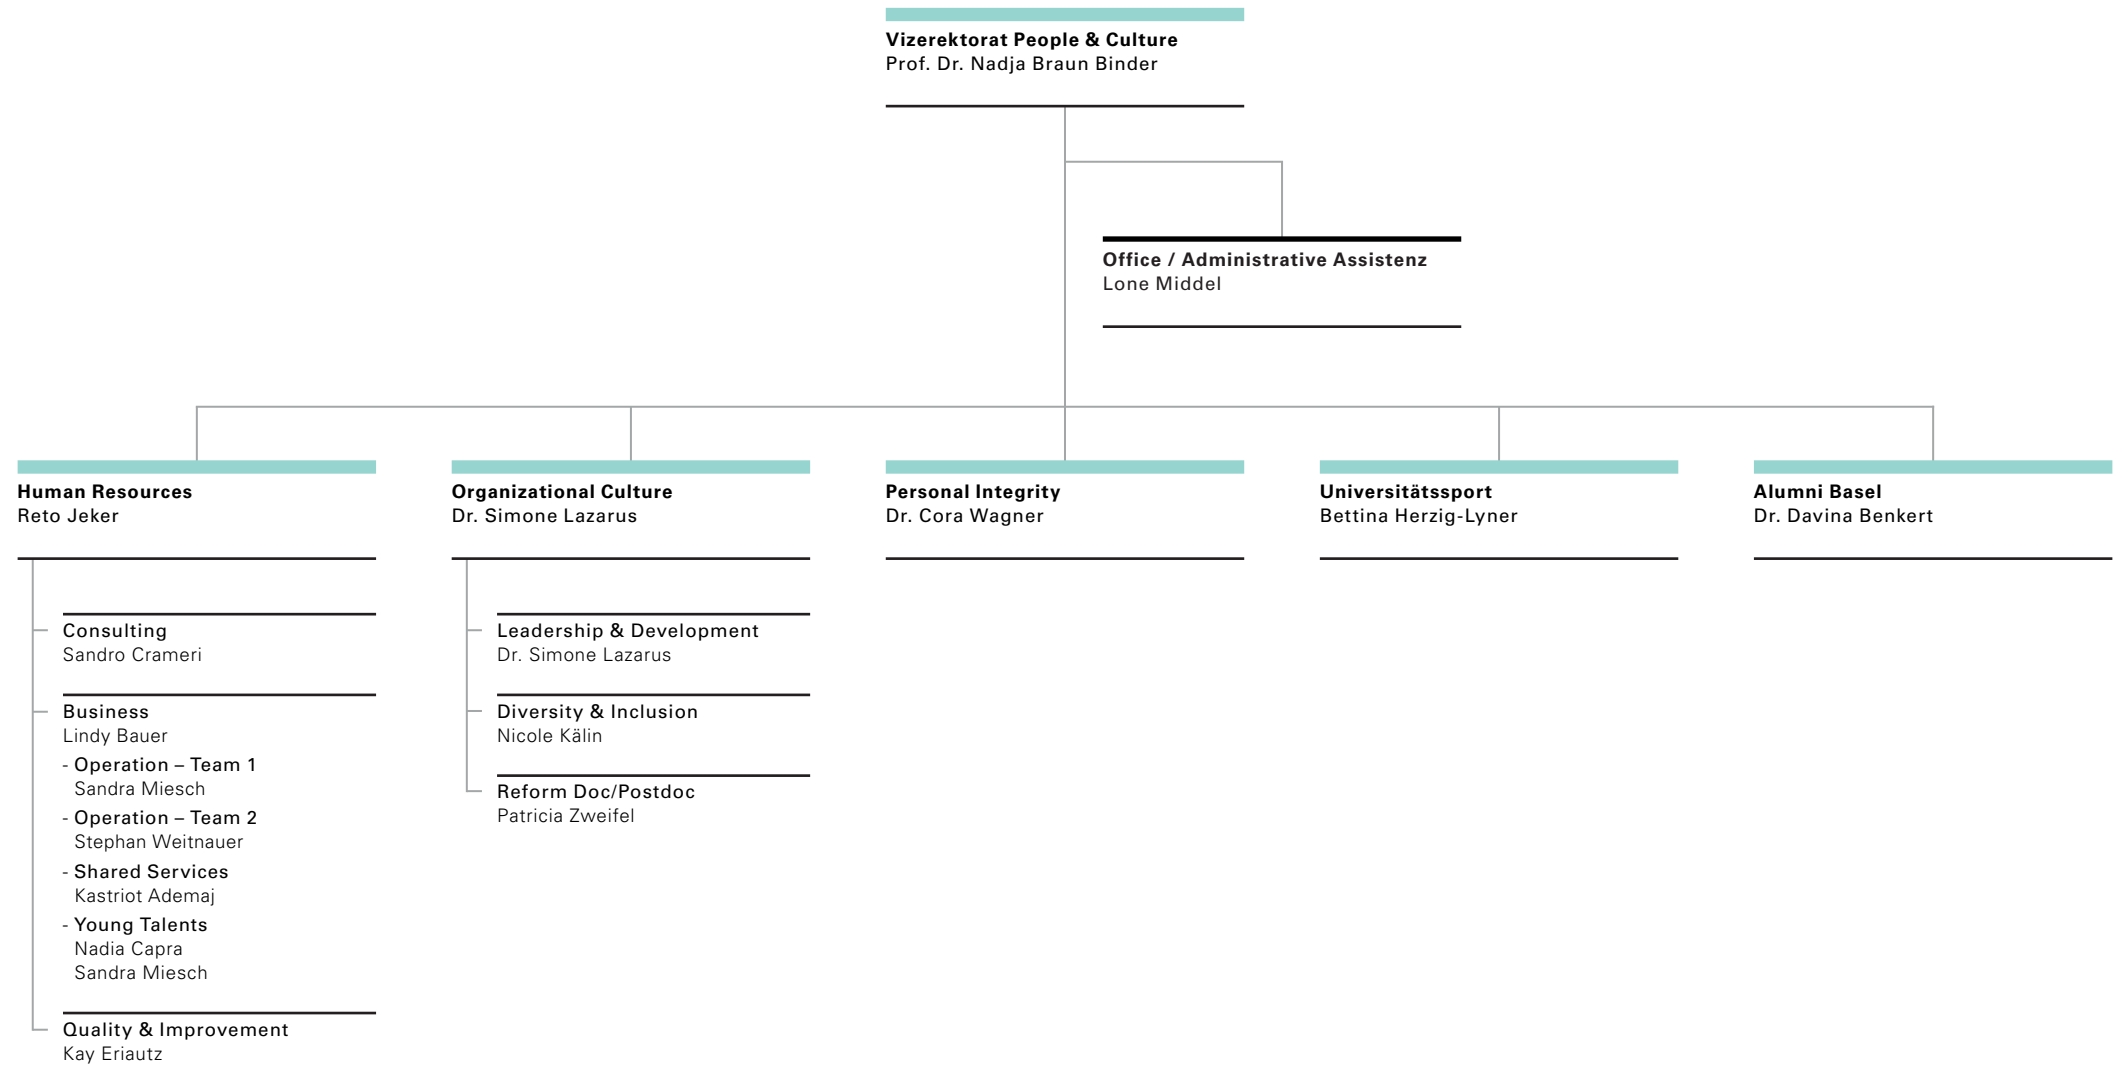 Vizerektorat People & Culture
Prof. Dr. Nadja Braun Binder
Office / Administrative Assistenz
Lone Middel
Human Resources
Reto Jeker
Consulting
Sandro Crameri
Business
Lindy Bauer
- Operation – Team 1
Sandra Miesch
- Operation – Team 2
Stephan Weitnauer
- Shared Services
Kastriot Ademaj
- Young Talents
Nadia Capra
Sandra Miesch
Quality & Improvement
Kay Eriautz
Organizational Culture
Dr. Simone Lazarus
Leadership & Development
Dr. Simone Lazarus
Diversity & Inclusion
Nicole Kälin
Reform Doc/Postdoc
Patricia Zweifel
Personal Integrity
Dr. Cora Wagner
Universitätssport
Bettina Herzig-Lyner
Alumni Basel
Dr. Davina Benkert